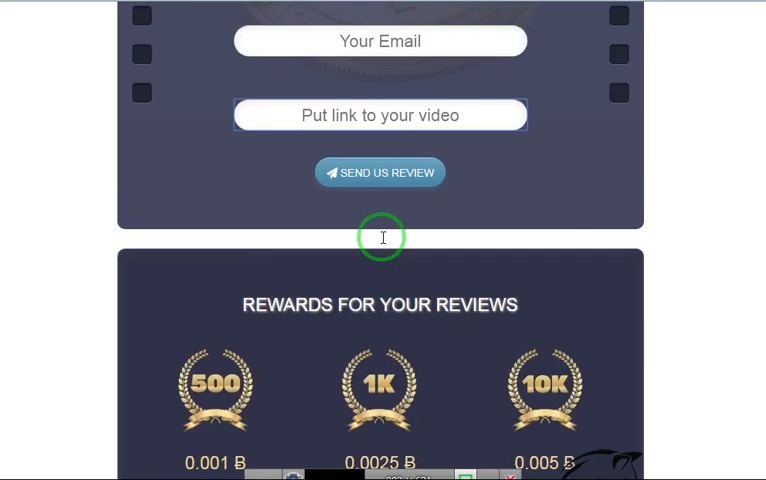 Your Email
Put link to your video
SEND US REVIEW
REWARDS FOR YOUR REVIEWS
500 1K 10K
0.001 Ƀ 0.0025 Ƀ 0.005 Ƀ